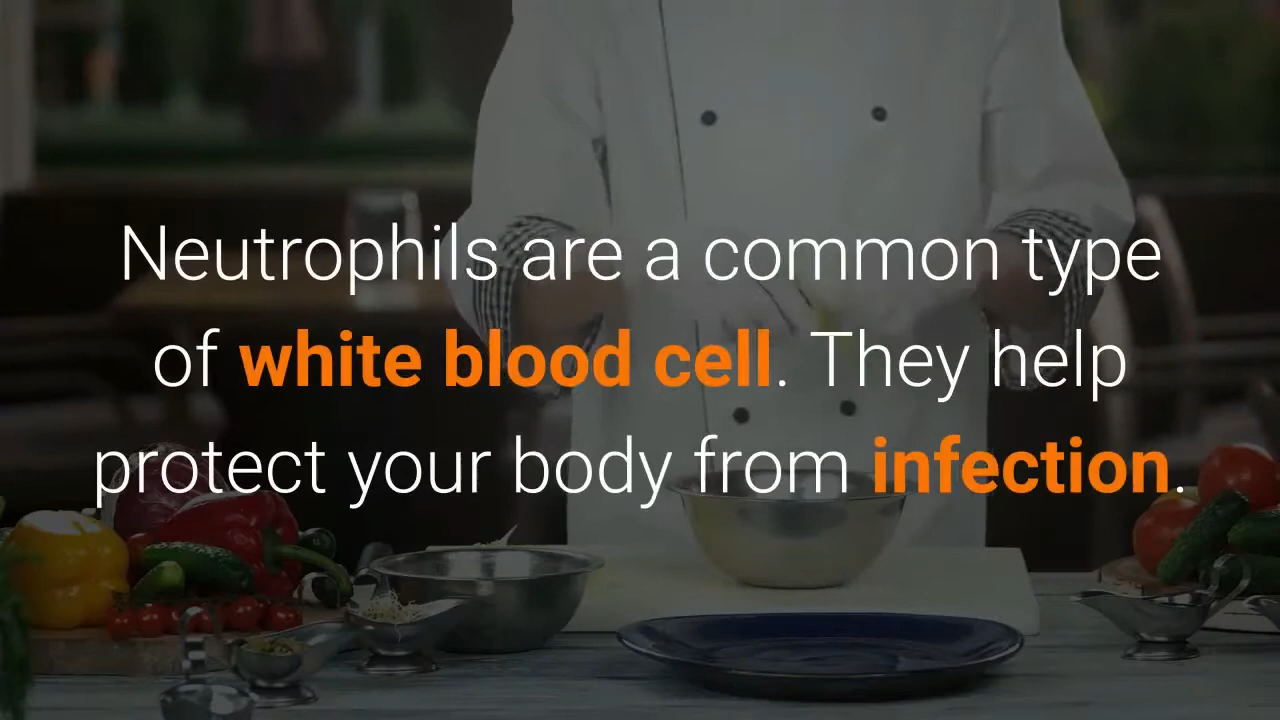 Neutrophils are a common type
of white blood cell. They help
protect your body from infection.